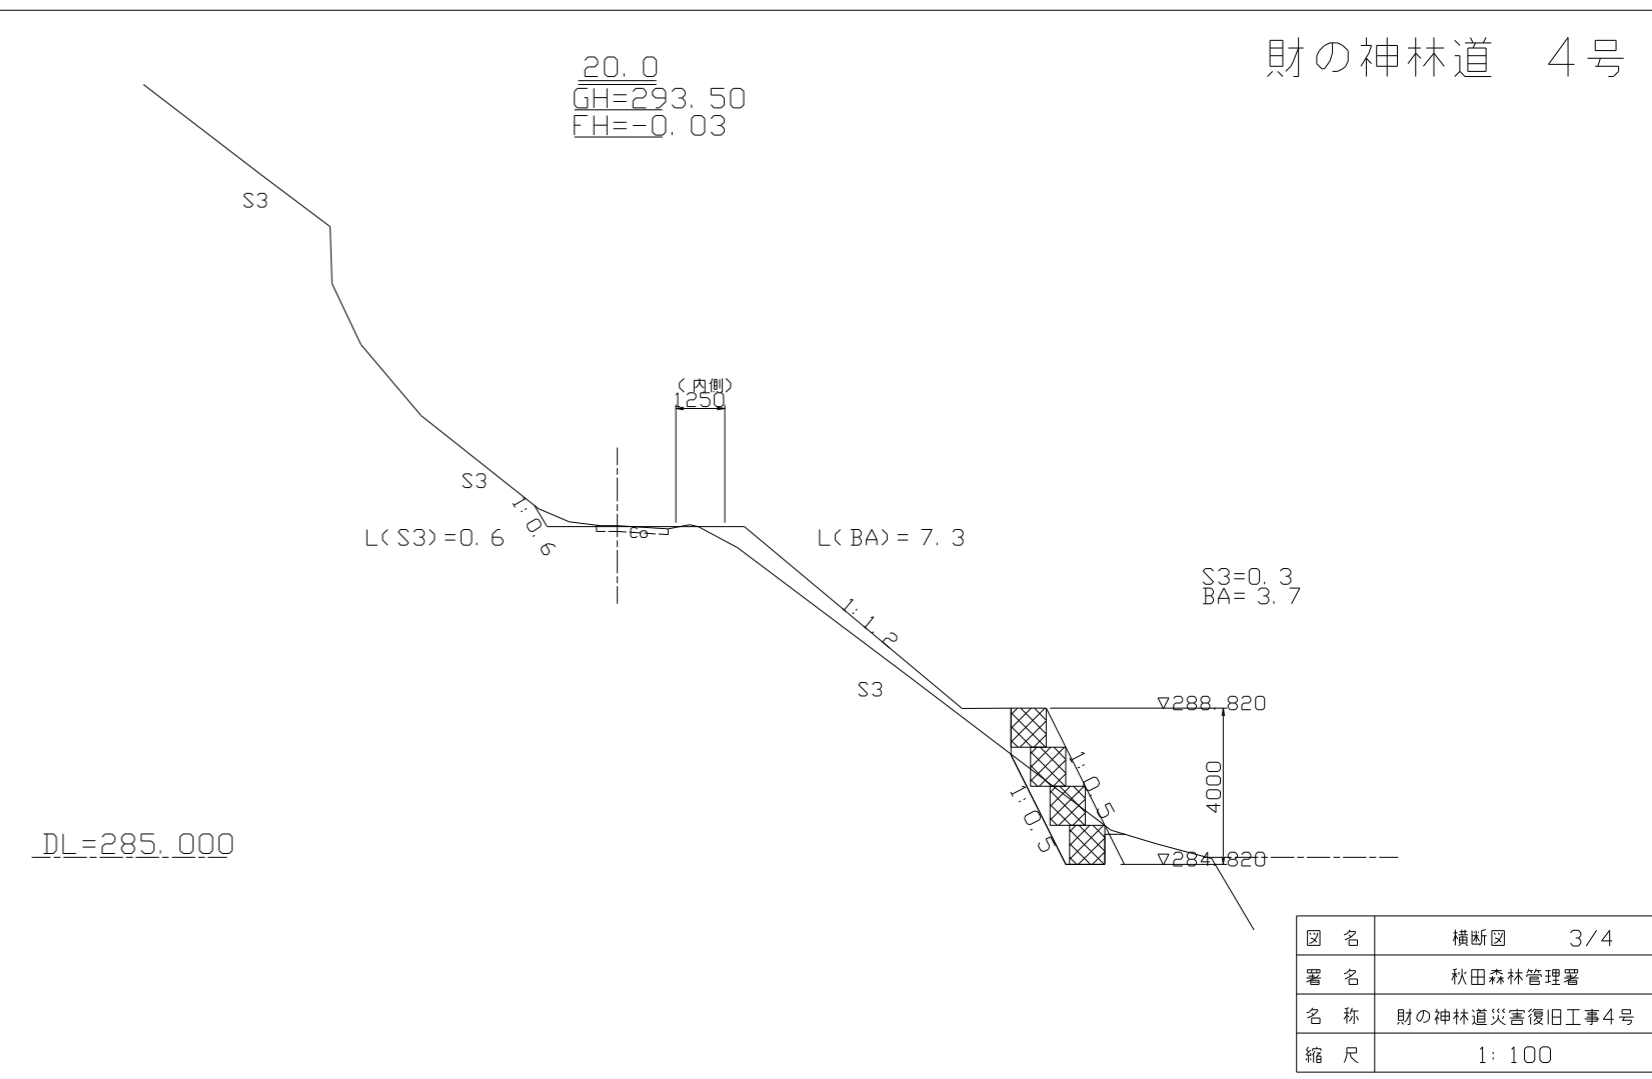 財の神林道 4号
20. 0
GH=293. 50
FH=-0. 03
S3
(内側)
1250
S3
1: 0. 6
L(S3)=0. 6
Co
L(BA)= 7. 3
S3=0. 3
BA= 3. 7
1: 1. 2
S3
▽288. 820
1: 0. 5
1: 0. 5
4000
DL=285. 000
▽284. 820
図 名 横断図 3/4
署 名 秋田森林管理署
名 称 財の神林道災害復旧工事4号
縮 尺 1: 100